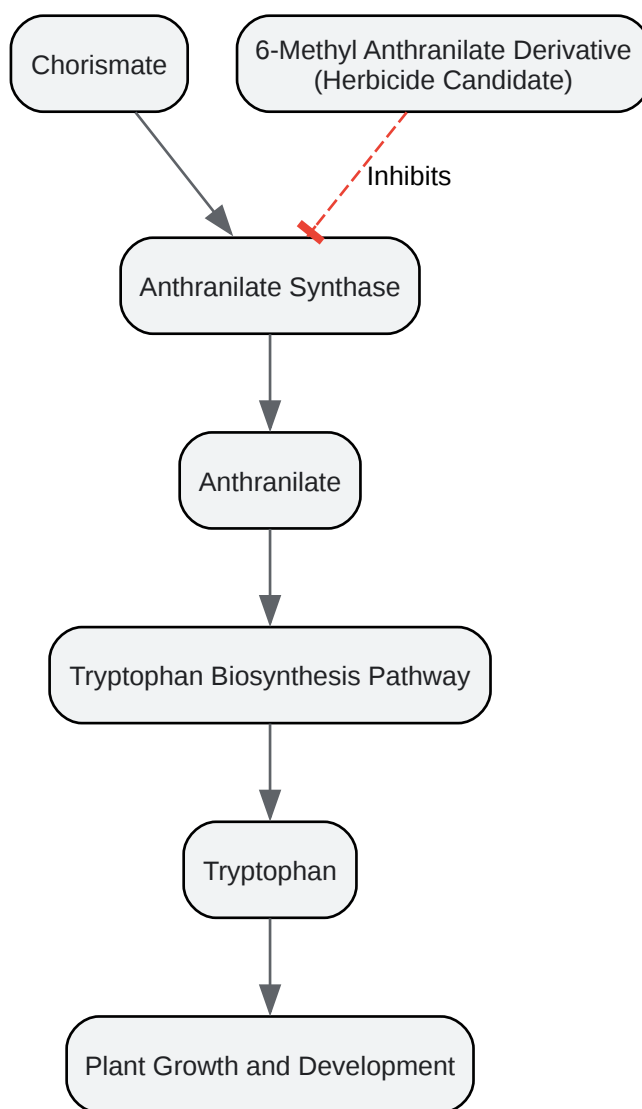 Chorismate
6-Methyl Anthranilate Derivative
(Herbicide Candidate)
Inhibits
Anthranilate Synthase
Anthranilate
Tryptophan Biosynthesis Pathway
Tryptophan
Plant Growth and Development